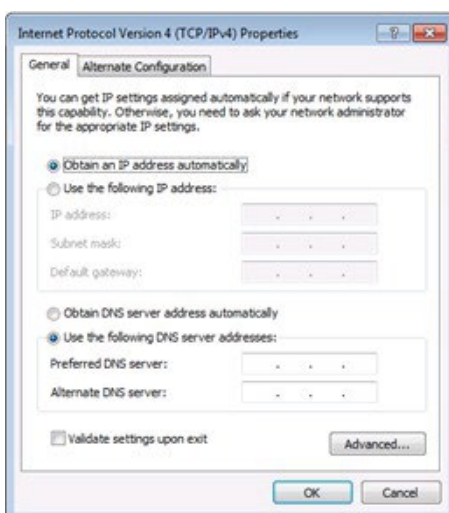 Internet Protocol Version 4 (TCP/IPv4) Properties
General
Alternate Configuration
You can get IP settings assigned automatically if your network supports
this capability. Otherwise, you need to ask your network administrator
for the appropriate IP settings.
Obtain an IP address automatically
Use the following IP address:
IP address:
Subnet mask:
Default gateway:
Obtain DNS server address automatically
Use the following DNS server addresses:
Preferred DNS server:
Alternate DNS server:
Validate settings upon exit
Advanced...
OK
Cancel